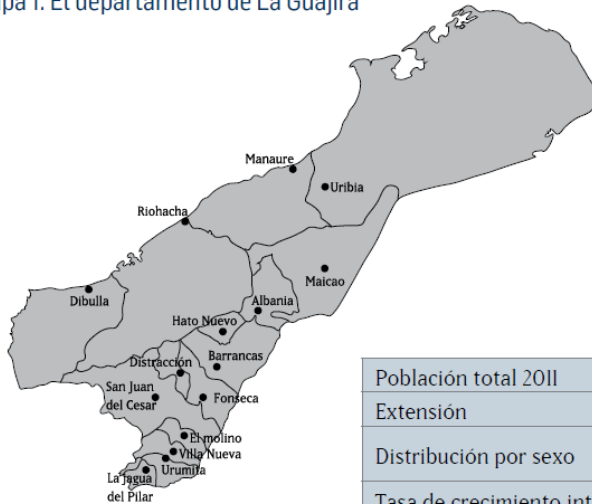 El departamento de La Guajira
Manaure
Uribia
Riohacha
Maicao
Dibulla
Albania
Hato Nuevo
Barrancas
Distracción
San Juan
del Cesar
Fonseca
El molino
Villa Nueva
Urumita
La jagua
del Pilar
Población total 2011
Extensión
Distribución por sexo